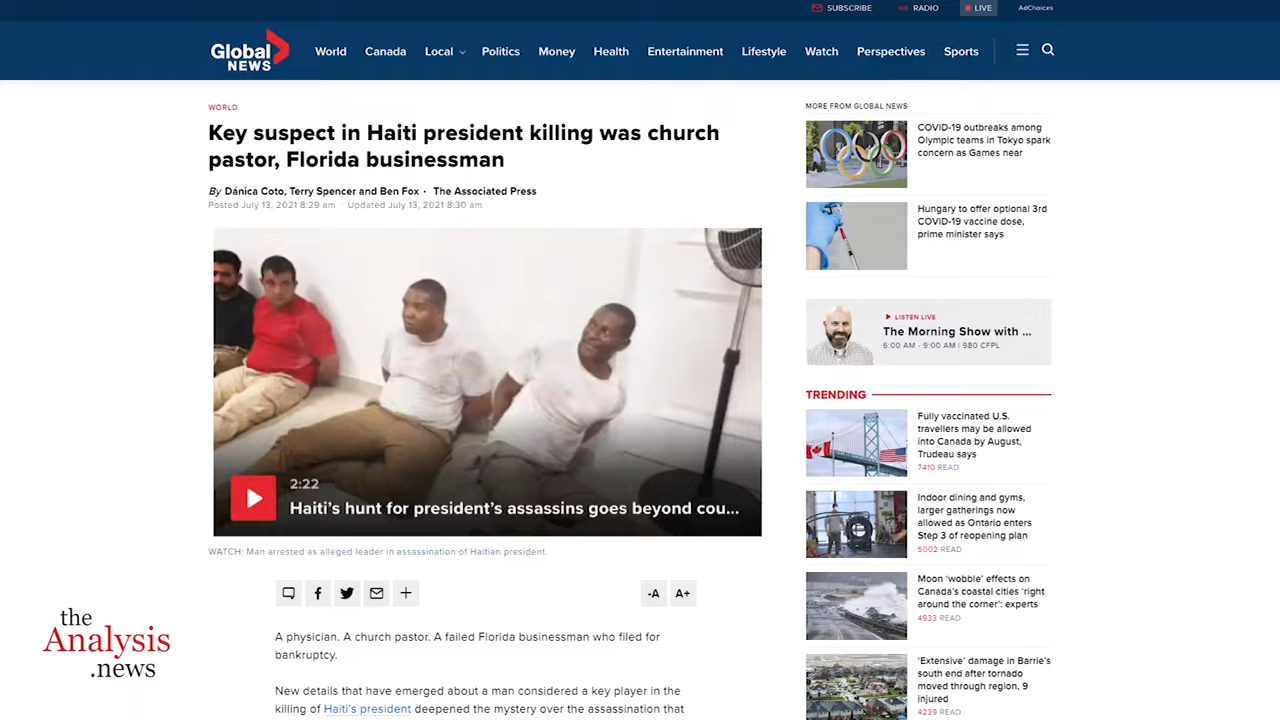 SUBSCRIBE
RADIO
LIVE
AdChoices
Global
NEWS
World
Canada
Local
Politics
Money
Health
Entertainment
Lifestyle
Watch
Perspectives
Sports
WORLD
Key suspect in Haiti president killing was church
pastor, Florida businessman
By Dánica Coto, Terry Spencer and Ben Fox · The Associated Press
Posted July 13, 2021 8:29 am · Updated July 13, 2021 8:30 am
2:22
Haiti's hunt for president's assassins goes beyond cou...
WATCH: Man arrested as alleged leader in assassination of Haitian president.
-A
A+
A physician. A church pastor. A failed Florida businessman who filed for
bankruptcy.
New details that have emerged about a man considered a key player in the
killing of Haiti's president deepened the mystery over the assassination that
MORE FROM GLOBAL NEWS
COVID-19 outbreaks among
Olympic teams in Tokyo spark
concern as Games near
Hungary to offer optional 3rd
COVID-19 vaccine dose,
prime minister says
LISTEN LIVE
The Morning Show with ...
6:00 AM - 9:00 AM | 980 CFPL
TRENDING
Fully vaccinated U.S.
travellers may be allowed
into Canada by August,
Trudeau says
7410 READ
Indoor dining and gyms,
larger gatherings now
allowed as Ontario enters
Step 3 of reopening plan
5002 READ
Moon 'wobble' effects on
Canada's coastal cities 'right
around the corner': experts
4933 READ
'Extensive' damage in Barrie's
south end after tornado
moved through region, 9
injured
4239 READ
the
Analysis
.news